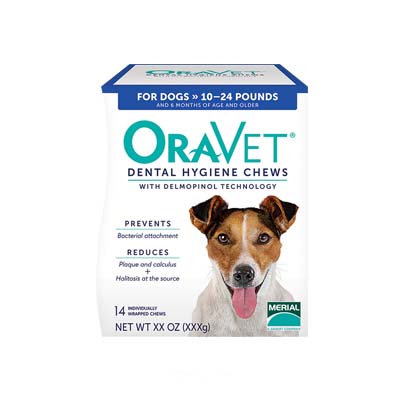 FOR DOGS » 10–24 POUNDS
AND 6 MONTHS OF AGE AND OLDER
ORAVET®
DENTAL HYGIENE CHEWS
WITH DELMOPINOL TECHNOLOGY
PREVENTS
Bacterial attachment
REDUCES
Plaque and calculus
+
Halitosis at the source
14 INDIVIDUALLY
WRAPPED CHEWS
NET WT XX OZ (XXXg)
MERIAL